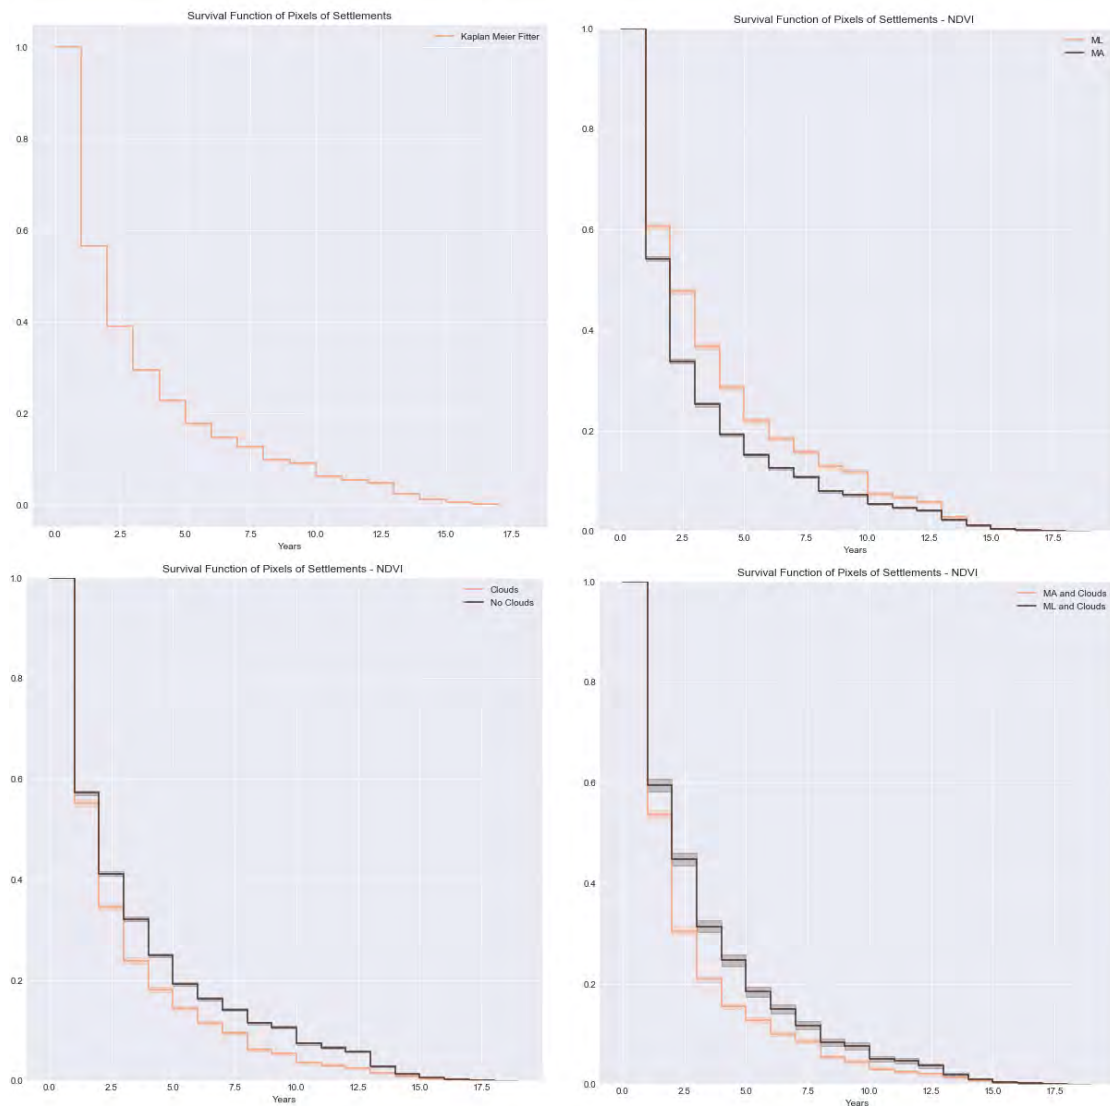 Survival Function of Pixels of Settlements
Kaplan Meier Fitter
1.0
0.8
0.6
0.4
0.2
0.0
0.0 2.5 5.0 7.5 10.0 12.5 15.0 17.5
Years
Survival Function of Pixels of Settlements - NDVI
ML
MA
1.0
0.8
0.6
0.4
0.2
0.0
0.0 2.5 5.0 7.5 10.0 12.5 15.0 17.5
Years
Survival Function of Pixels of Settlements - NDVI
Clouds
No Clouds
1.0
0.8
0.6
0.4
0.2
0.0
0.0 2.5 5.0 7.5 10.0 12.5 15.0 17.5
Years
Survival Function of Pixels of Settlements - NDVI
MA and Clouds
ML and Clouds
1.0
0.8
0.6
0.4
0.2
0.0
0.0 2.5 5.0 7.5 10.0 12.5 15.0 17.5
Years